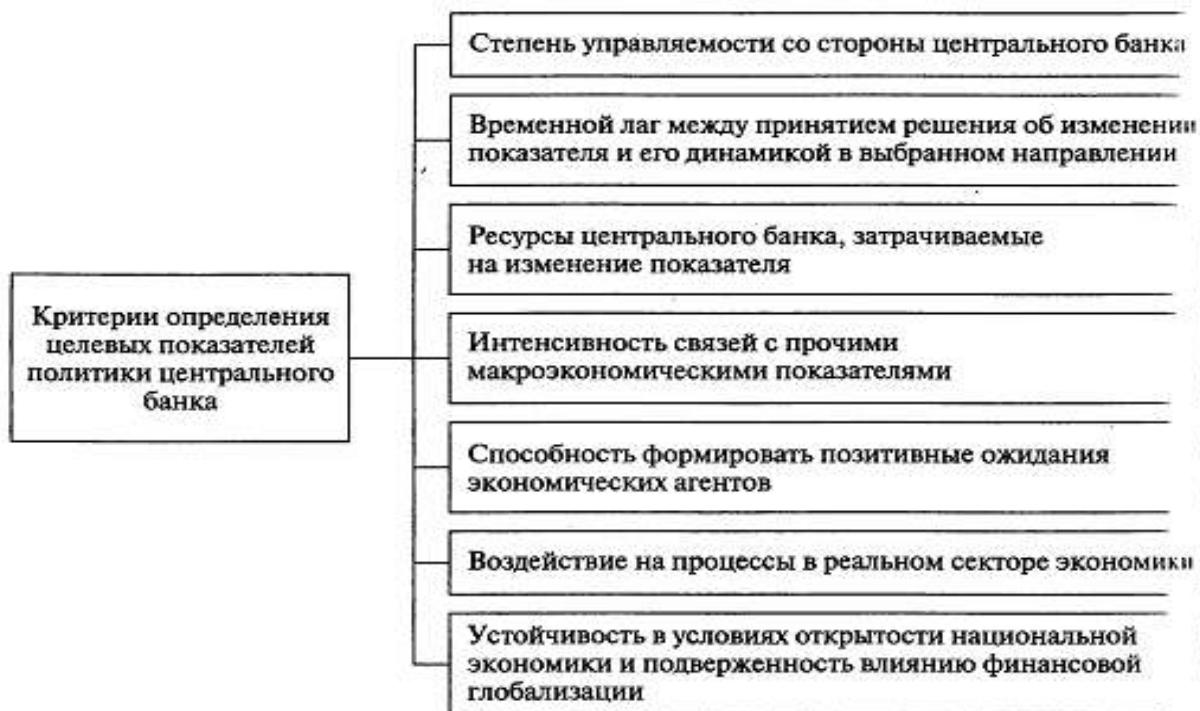 Критерии определения
целевых показателей
политики центрального
банка
Степень управляемости со стороны центрального банка
Временной лаг между принятием решения об изменении
показателя и его динамикой в выбранном направлении
Ресурсы центрального банка, затрачиваемые
на изменение показателя
Интенсивность связей с прочими
макроэкономическими показателями
Способность формировать позитивные ожидания
экономических агентов
Воздействие на процессы в реальном секторе экономики
Устойчивость в условиях открытости национальной
экономики и подверженность влиянию финансовой
глобализации